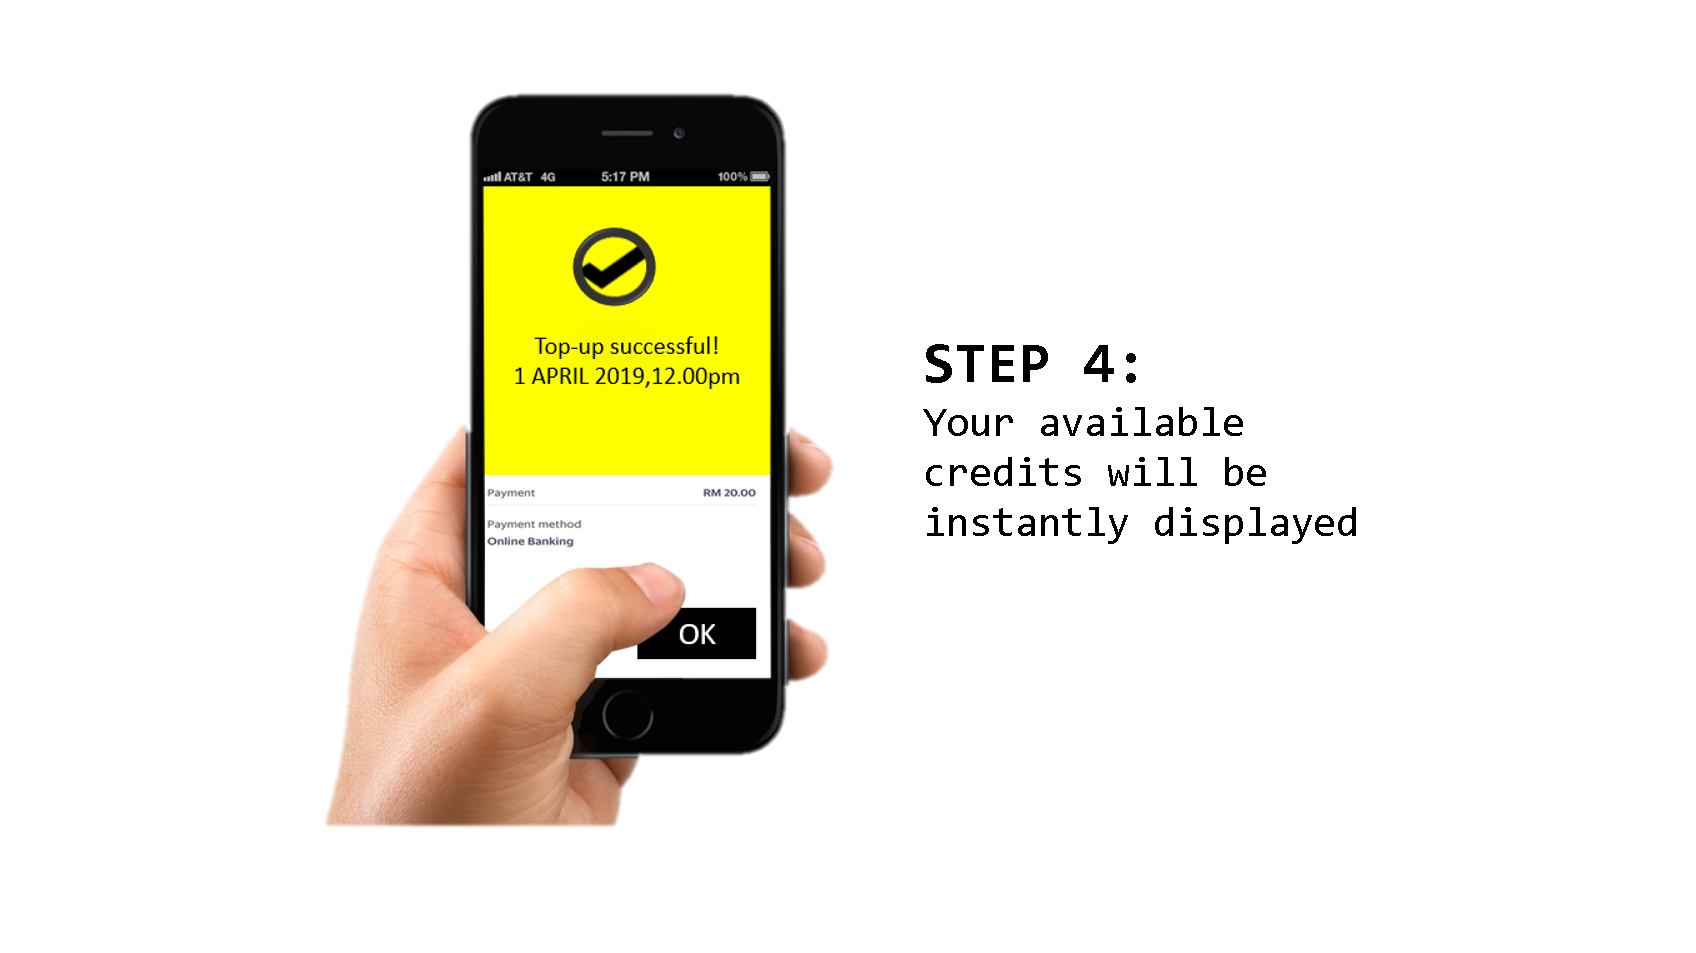 AT&T 4G 5:17 PM 100%
Top-up successful!
1 APRIL 2019,12.00pm
Payment RM 20.00
Payment method
Online Banking
OK
STEP 4:
Your available
credits will be
instantly displayed